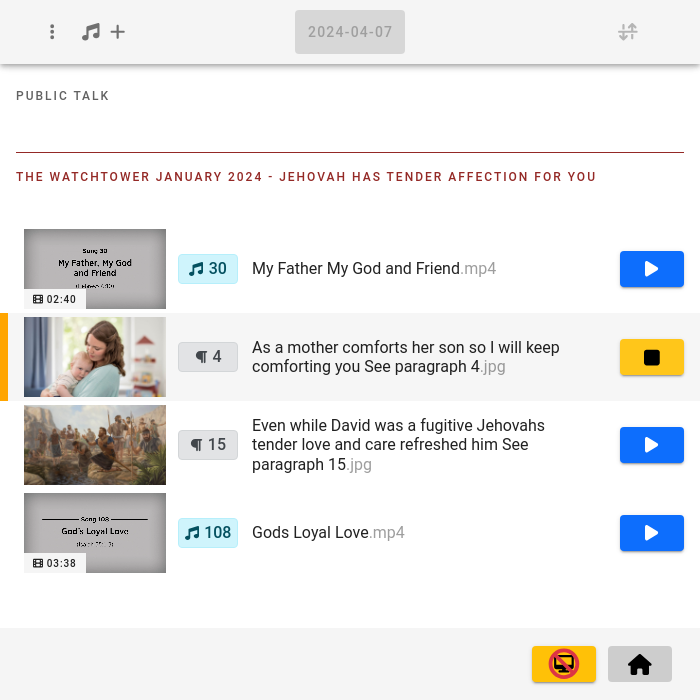 2024-04-07
PUBLIC TALK
THE WATCHTOWER JANUARY 2024 - JEHOVAH HAS TENDER AFFECTION FOR YOU
Song 30
My Father, My God
and Friend
02:40
30
My Father My God and Friend.mp4
¶ 4
As a mother comforts her son so I will keep
comforting you See paragraph 4.jpg
¶ 15
Even while David was a fugitive Jehovahs
tender love and care refreshed him See
paragraph 15.jpg
Song 108
God's Loyal Love
03:38
108
Gods Loyal Love.mp4